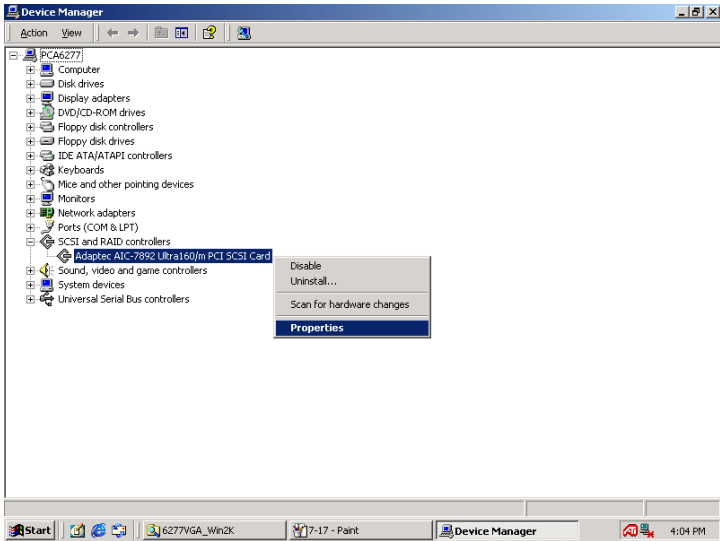 Device Manager
Action View
PCA6277
Computer
Disk drives
Display adapters
DVD/CD-ROM drives
Floppy disk controllers
Floppy disk drives
IDE ATA/ATAPI controllers
Keyboards
Mice and other pointing devices
Monitors
Network adapters
Ports (COM & LPT)
SCSI and RAID controllers
Adaptec AIC-7892 Ultra160/m PCI SCSI Card
Sound, video and game controllers
System devices
Universal Serial Bus controllers
Disable
Uninstall...
Scan for hardware changes
Properties
Start 6277VGA_Win2K 7-17 - Paint Device Manager ATI 4:04 PM